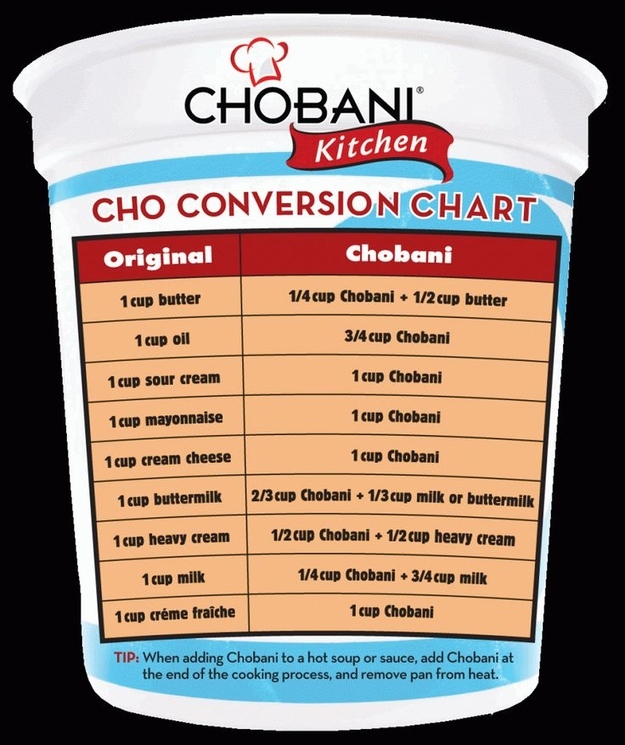 CHOBANI®
Kitchen
CHO CONVERSION CHART
Original Chobani
1 cup butter 1/4 cup Chobani + 1/2 cup butter
1 cup oil 3/4 cup Chobani
1 cup sour cream 1 cup Chobani
1 cup mayonnaise 1 cup Chobani
1 cup cream cheese 1 cup Chobani
1 cup buttermilk 2/3 cup Chobani + 1/3 cup milk or buttermilk
1 cup heavy cream 1/2 cup Chobani + 1/2 cup heavy cream
1 cup milk 1/4 cup Chobani + 3/4 cup milk
1 cup créme fraîche 1 cup Chobani
TIP: When adding Chobani to a hot soup or sauce, add Chobani at
the end of the cooking process, and remove pan from heat.